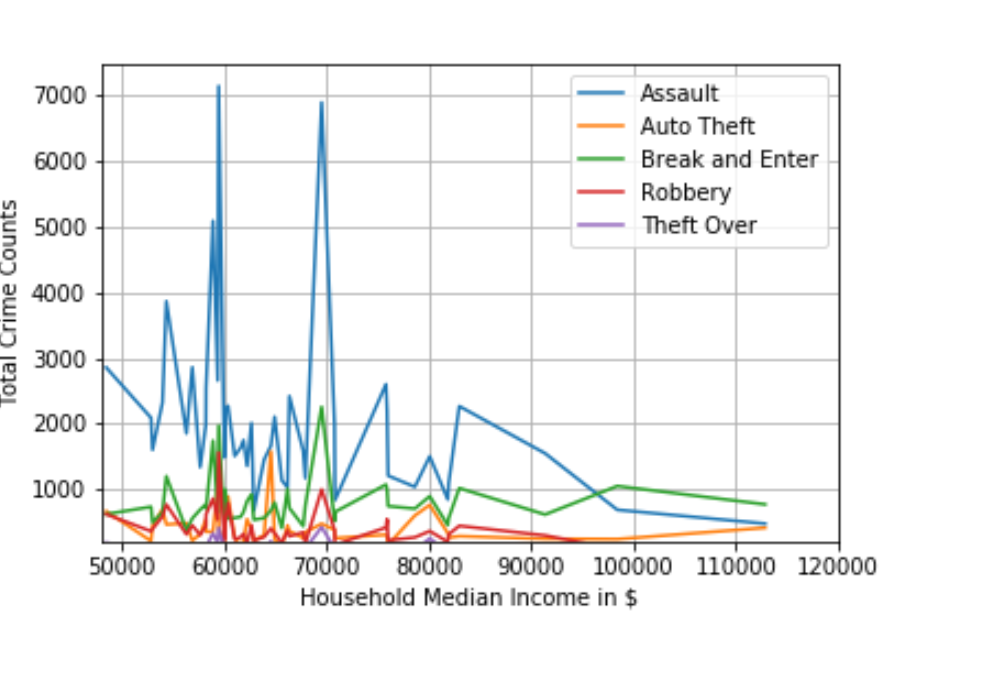 Total Crime Counts
7000
6000
5000
4000
3000
2000
1000
Assault
Auto Theft
Break and Enter
Robbery
Theft Over
50000 60000 70000 80000 90000 100000 110000 120000
Household Median Income in $